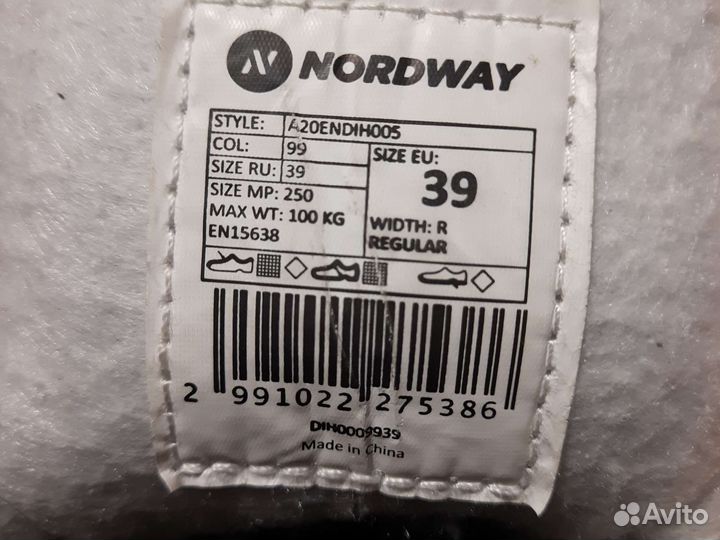 NORDWAY
STYLE: A20ENDIH005
COL: 99
SIZE RU: 39
SIZE MP: 250
MAX WT: 100 KG
EN15638
SIZE EU:
39
WIDTH: R
REGULAR
2 991022 275386
DIH0009939
Made in China
Avito